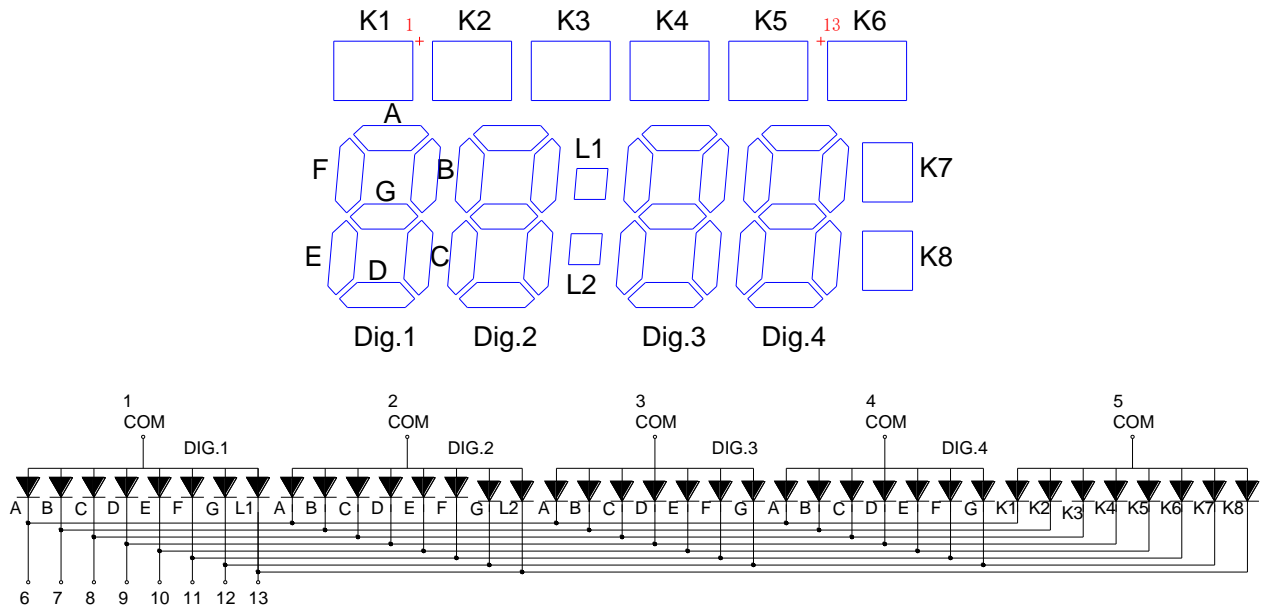 K1 1 K2 K3 K4 K5 13 K6
A
F B L1 K7
G
E D C L2 K8
Dig.1 Dig.2 Dig.3 Dig.4
1 2 3 4 5
COM COM COM COM COM
DIG.1 DIG.2 DIG.3 DIG.4
A B C D E F G L1 A B C D E F G L2 A B C D E F G A B C D E F G K1 K2 K3 K4 K5 K6 K7 K8
6 7 8 9 10 11 12 13